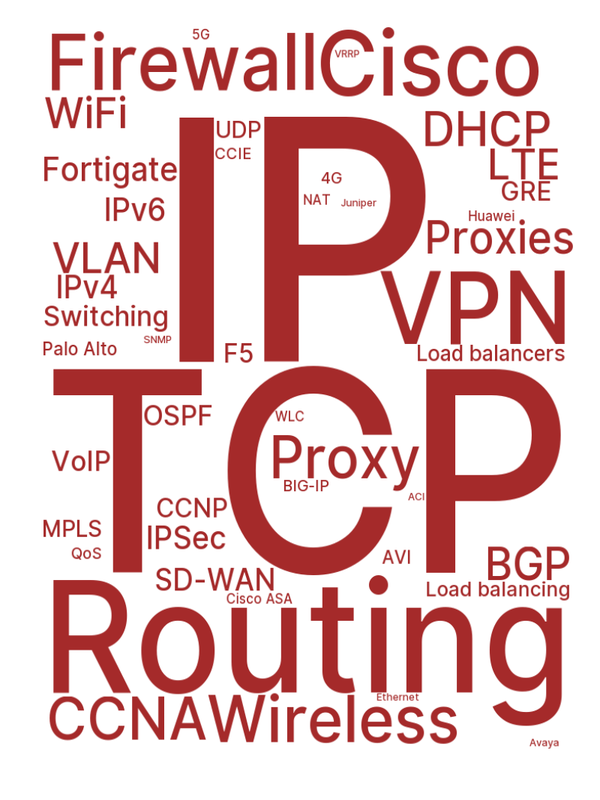 5G
Firewall
VRRP
Cisco
WiFi
UDP
DHCP
CCIE
IP
LTE
Fortigate
4G
GRE
IPv6
NAT
Juniper
Huawei
Proxies
VLAN
IPv4
VPN
Switching
SNMP
Palo Alto
F5
Load balancers
TCP
OSPF
WLC
Proxy
VoIP
BIG-IP
ACI
CCNP
MPLS
IPSec
QoS
AVI
BGP
SD-WAN
Load balancing
Cisco ASA
Routing
Ethernet
CCNA
Wireless
Avaya